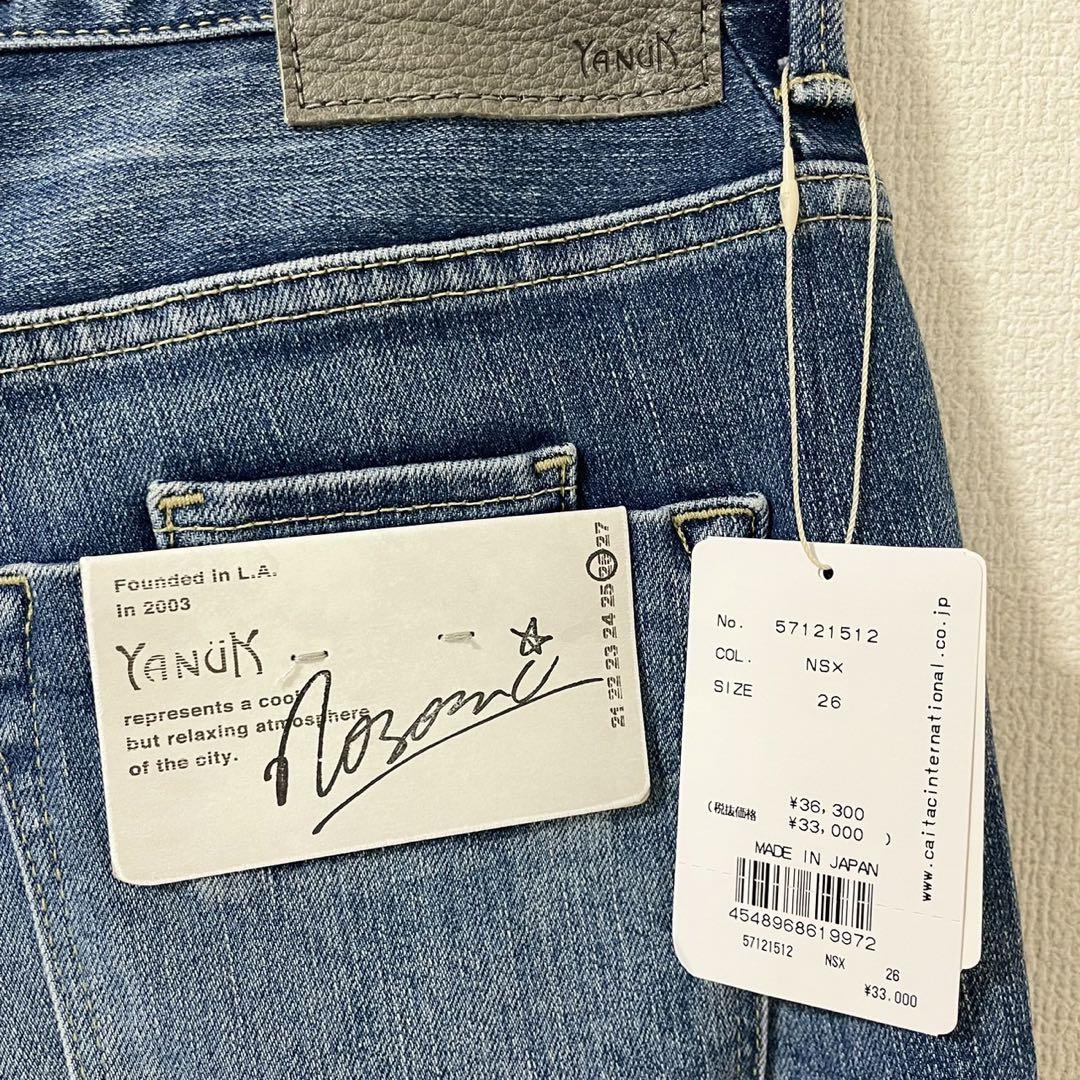 YANÜK
Founded in L.A.
in 2003
YANÜK
represents a cool
but relaxing atmosphere
of the city.
Nozomi
21 22 23 24 25 26 27
No. 57121512
COL. NSX
SIZE 26
¥36,300
(税抜価格 ¥33,000 )
MADE IN JAPAN
4548968619972
57121512 NSX 26
¥33.000
www.caitacinternational.co.jp